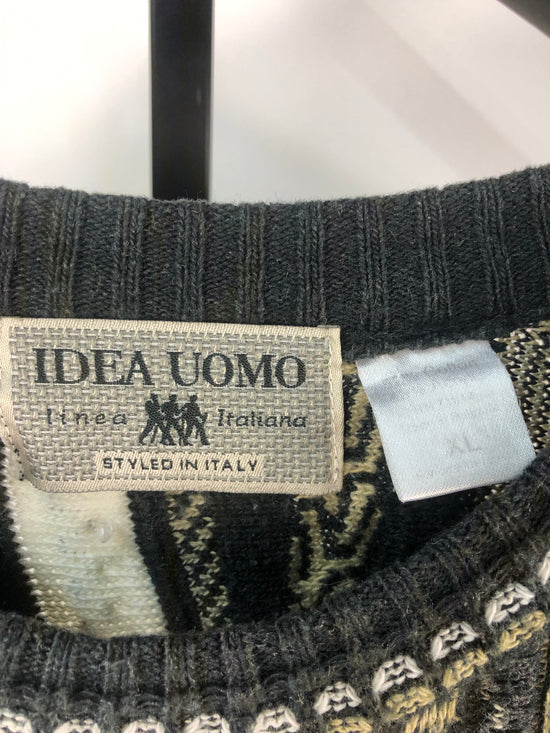 IDEA UOMO
linea Italiana
STYLED IN ITALY
XL